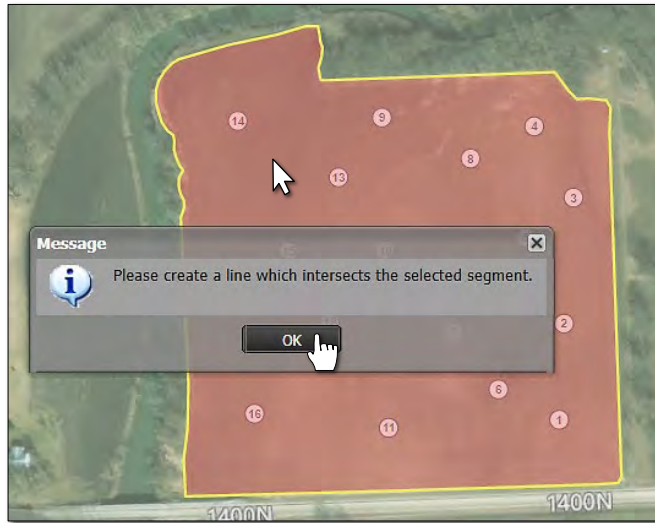 14
9
4
8
13
3
Message
Please create a line which intersects the selected segment.
OK
2
6
16
11
1
1400N
1400N